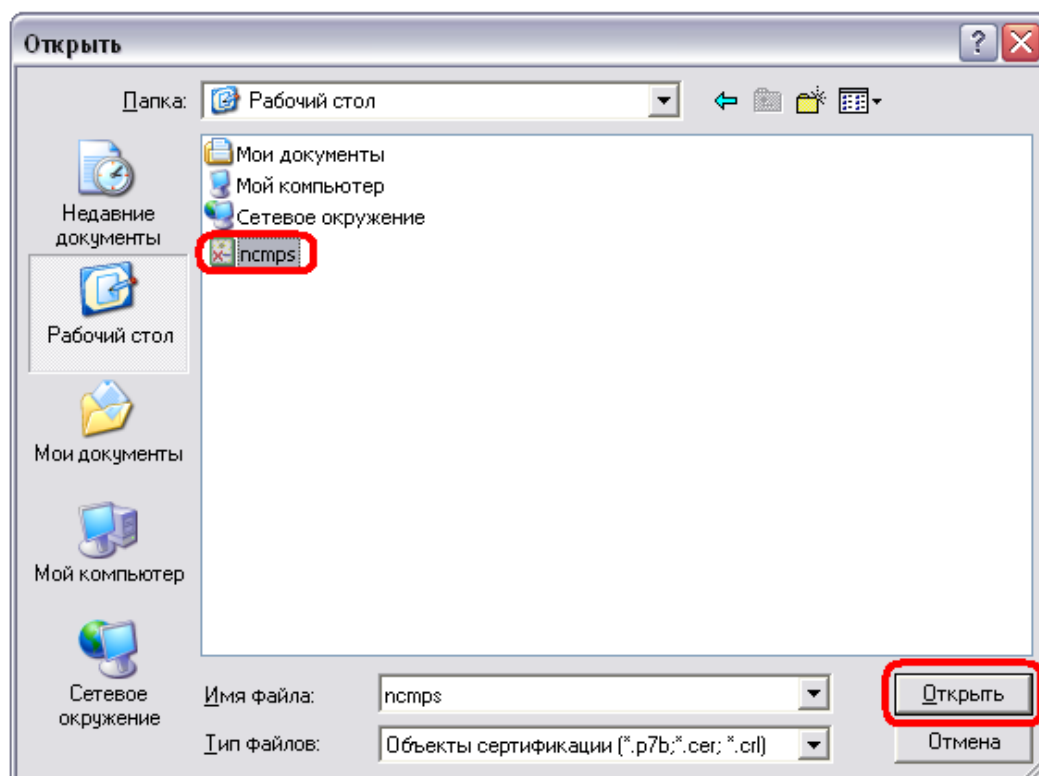 Открыть
Папка:
Рабочий стол
Недавние
документы
Рабочий стол
Мои документы
Мой компьютер
Сетевое
окружение
Мои документы
Мой компьютер
Сетевое окружение
ncmps
Имя файла:
ncmps
Открыть
Тип файлов:
Объекты сертификации (*.p7b;*.cer; *.crl)
Отмена